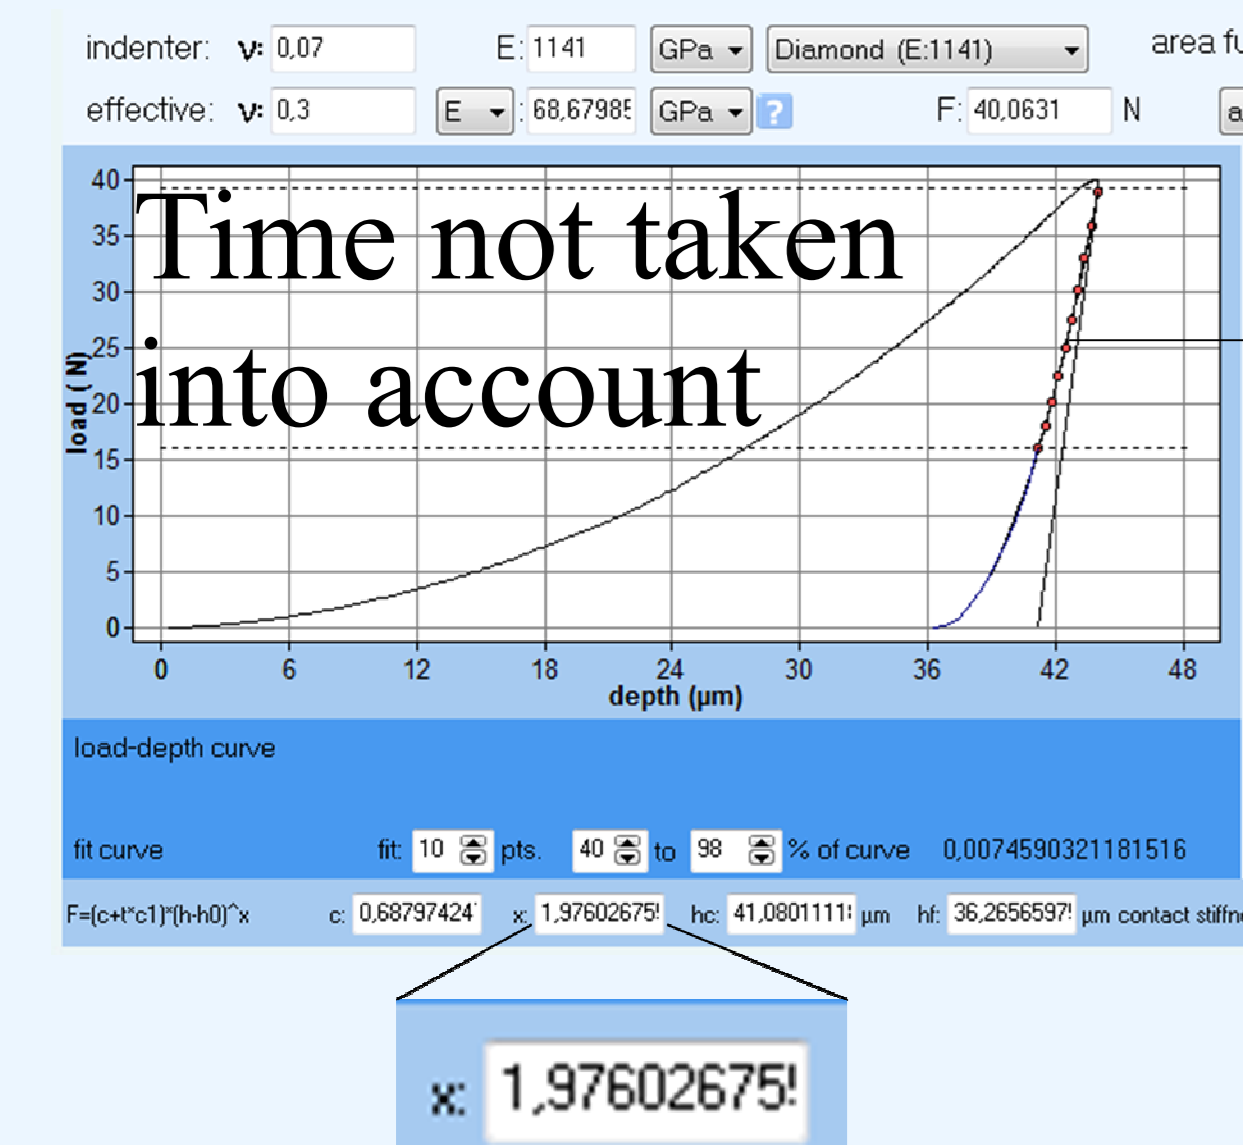 indenter: ν: 0,07 E: 1141 GPa Diamond (E:1141) area fu
effective: ν: 0,3 E : 68,67985 GPa ? F: 40,0631 N a
Time not taken
into account
40
35
30
25
20
15
10
5
0
load ( N)
0 6 12 18 24 30 36 42 48
depth (µm)
load-depth curve
fit curve fit: 10 pts. 40 to 98 % of curve 0,0074590321181516
F=(c+t*c1)*(h-h0)^x c: 0,68797424 x: 1,97602675 hc: 41,0801111 µm hf: 36,2656597 µm contact stiffn
x: 1,97602675